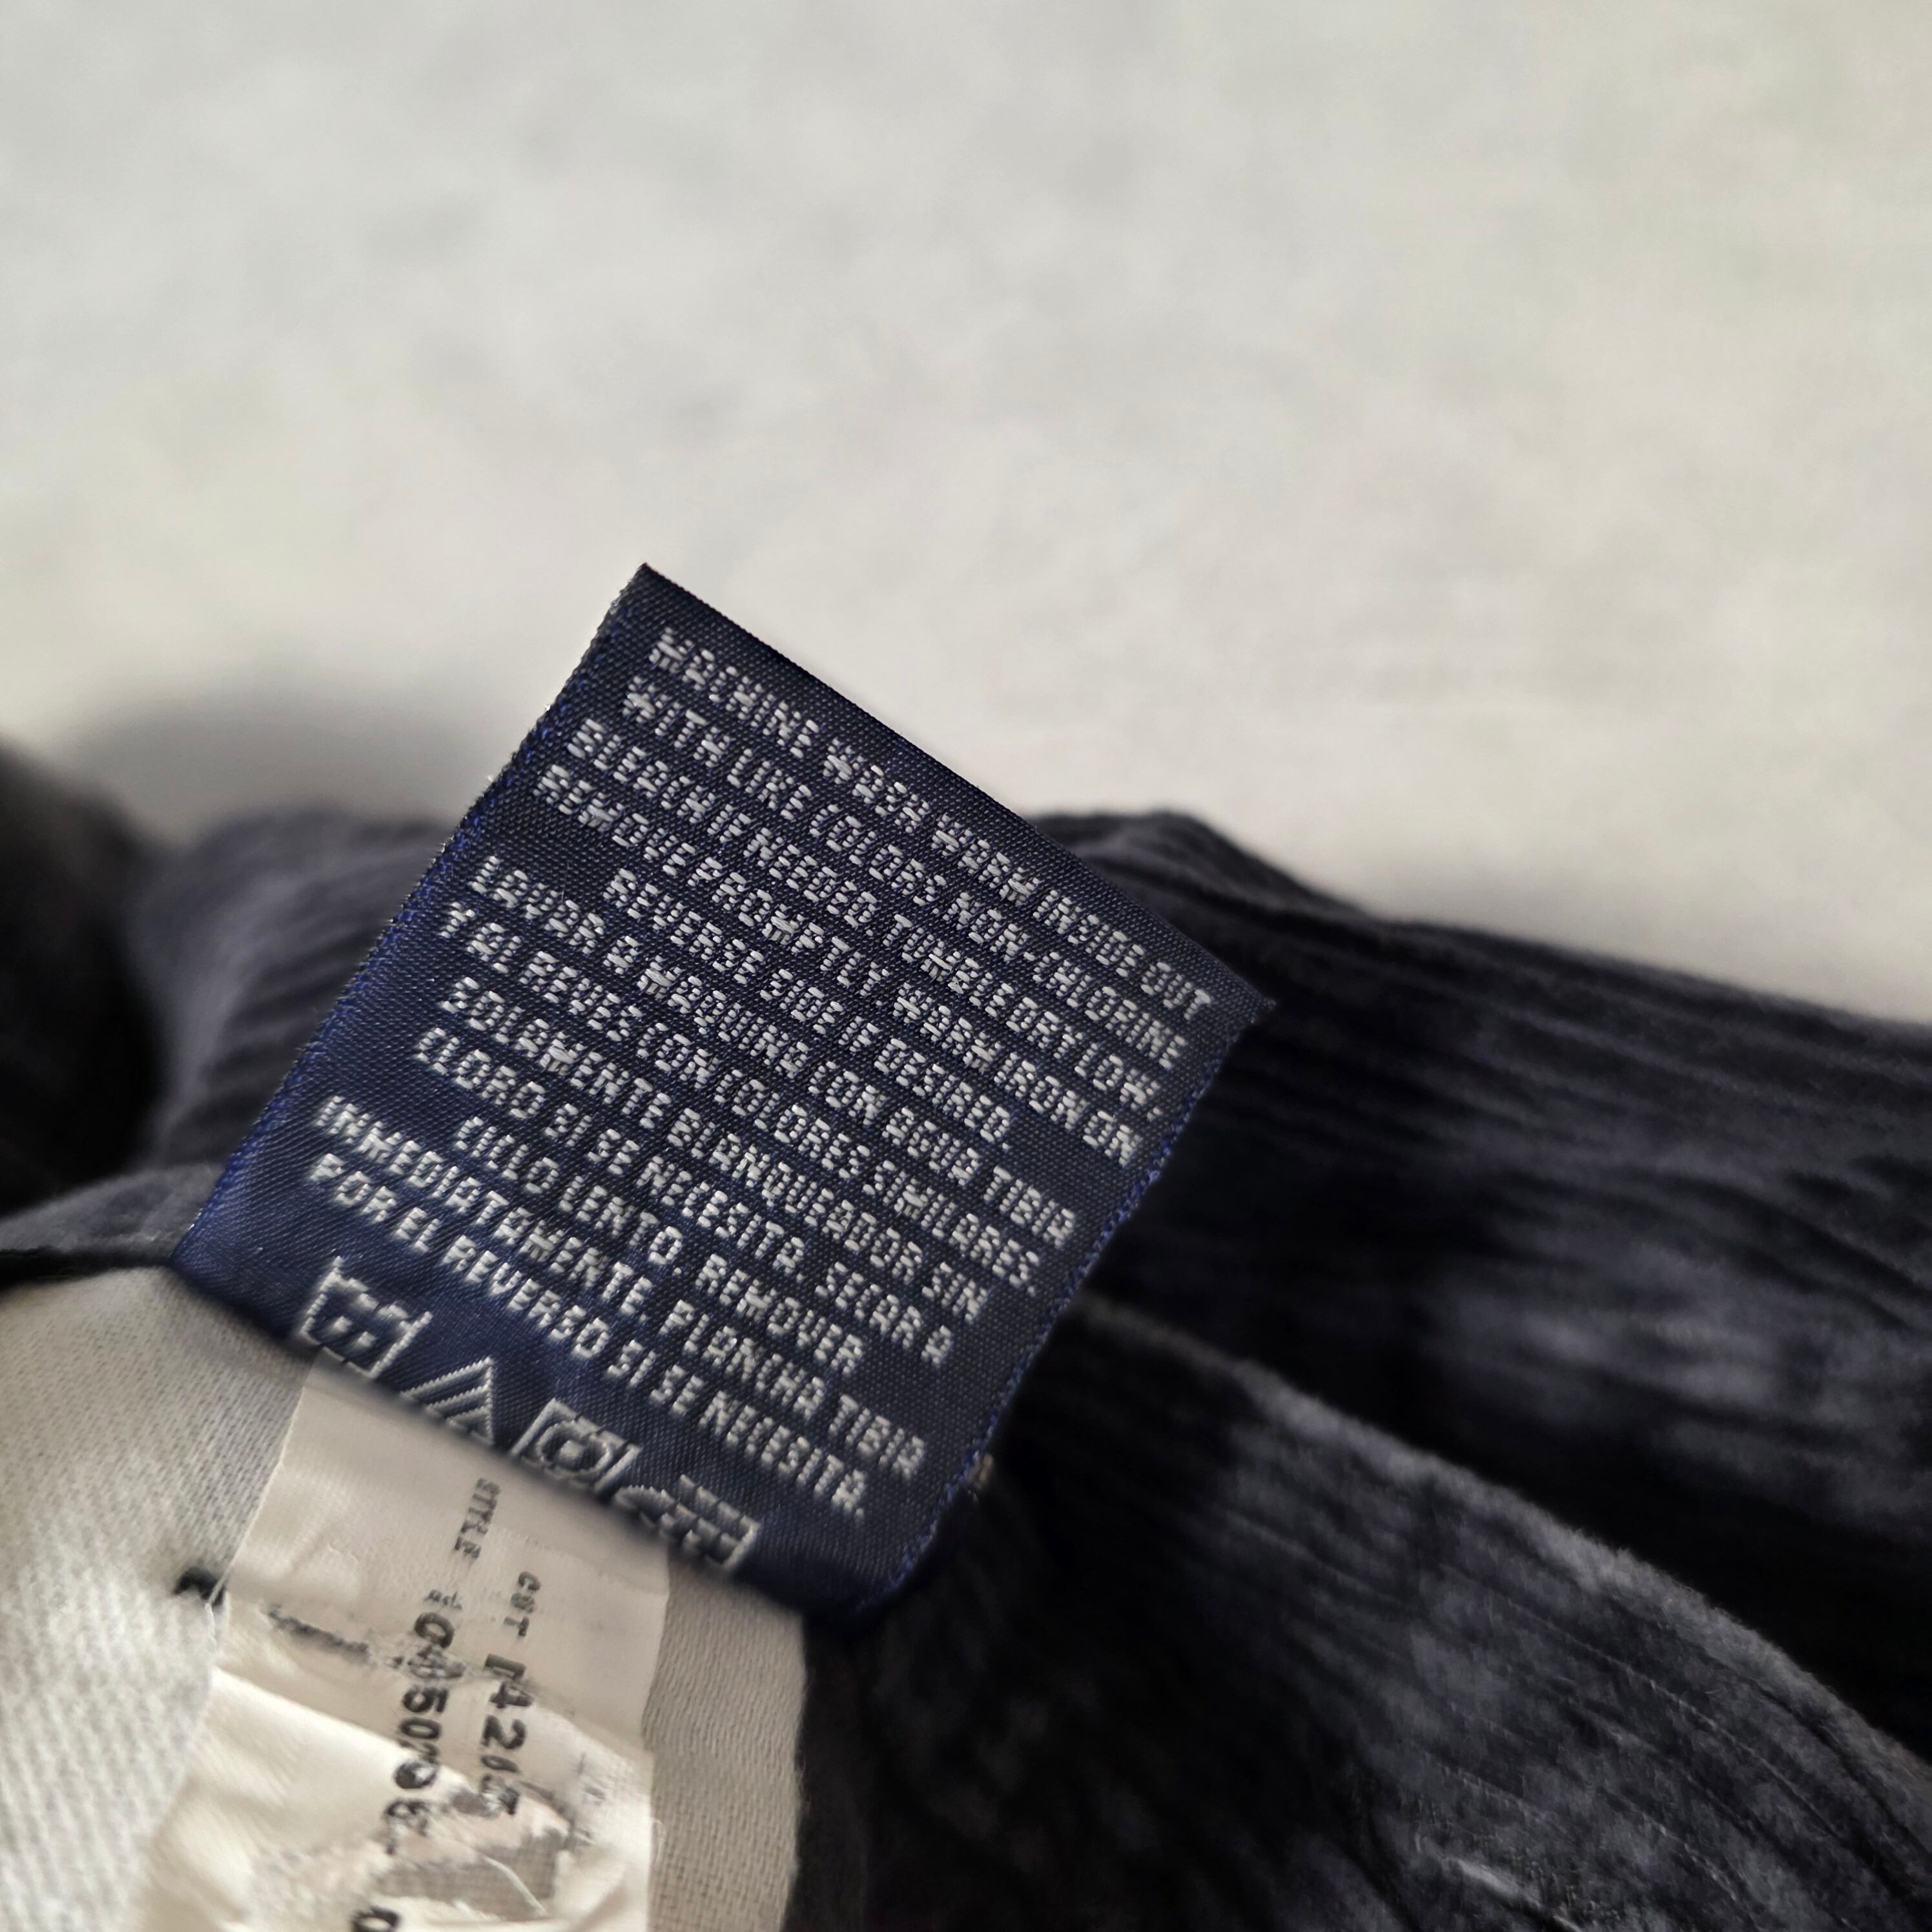 MACHINE WASH WARM INSIDE OUT
WITH LIKE COLORS NON/CHLORINE
BLEACH IF NEEDED TUMBLE DRY LOW.
REMOVE PROMPTLY. WARM IRON ON
REVERSE SIDE IF DESIRED.
LAVAR A MAQUINA CON AGUA TIBIA
Y AL REVES CON COLORES SIMILARES.
SOLAMENTE BLANQUEADOR SIN
CLORO SI SE NECESITA. SECAR A
CICLO LENTO. REMOVER
INMEDIATAMENTE. PLANCHA TIBIA
POR EL REVERSO SI SE NECESITA.
CUT
STYLE